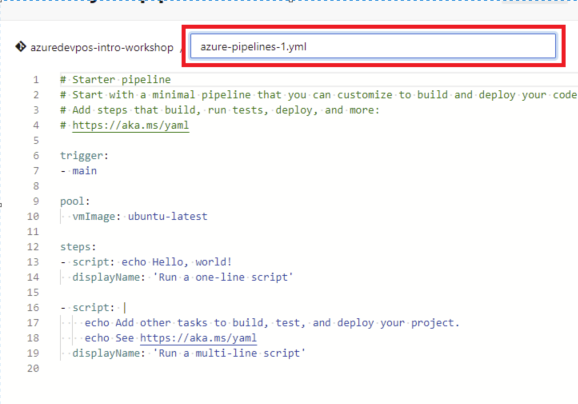 azuredevpos-intro-workshop / azure-pipelines-1.yml
1 # Starter pipeline
2 # Start with a minimal pipeline that you can customize to build and deploy your code
3 # Add steps that build, run tests, deploy, and more:
4 # https://aka.ms/yaml
5
6 trigger:
7 - main
8
9 pool:
10   vmImage: ubuntu-latest
11
12 steps:
13 - script: echo Hello, world!
14   displayName: 'Run a one-line script'
15
16 - script: |
17     echo Add other tasks to build, test, and deploy your project.
18     echo See https://aka.ms/yaml
19   displayName: 'Run a multi-line script'
20